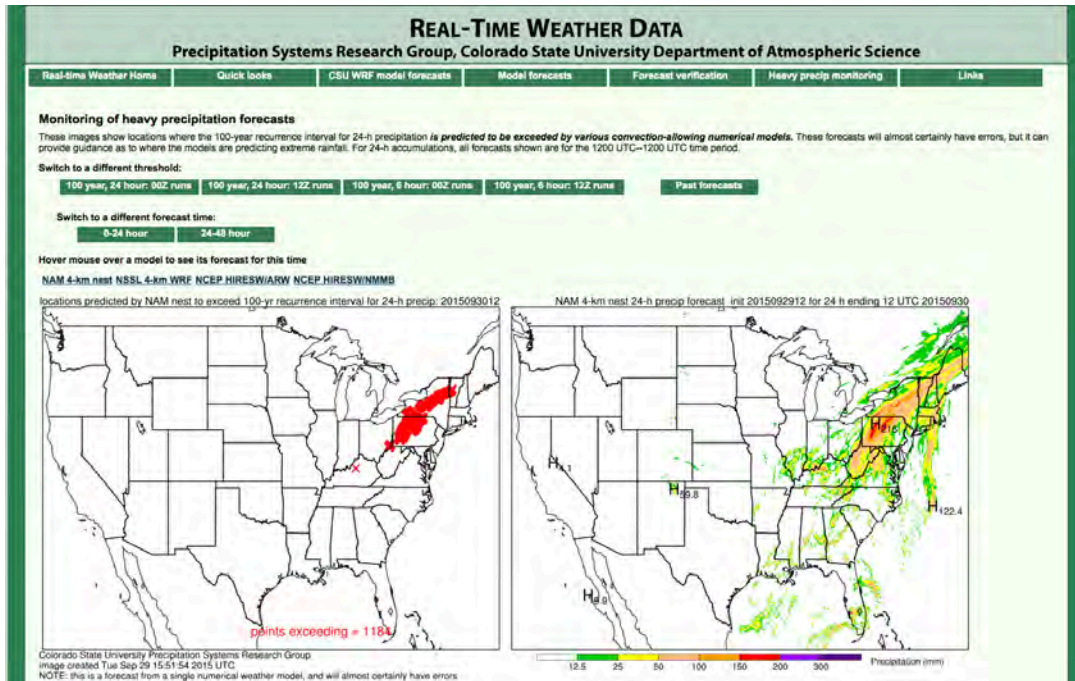 REAL-TIME WEATHER DATA
Precipitation Systems Research Group, Colorado State University Department of Atmospheric Science
Real-time Weather Home Quick looks CSU WRF model forecasts Model forecasts Forecast verification Heavy precip monitoring Links
Monitoring of heavy precipitation forecasts
These images show locations where the 100-year recurrence interval for 24-h precipitation is predicted to be exceeded by various convection-allowing numerical models. These forecasts will almost certainly have errors, but it can
provide guidance as to where the models are predicting extreme rainfall. For 24-h accumulations, all forecasts shown are for the 1200 UTC--1200 UTC time period.
Switch to a different threshold:
100 year, 24 hour: 00Z runs 100 year, 24 hour: 12Z runs 100 year, 6 hour: 00Z runs 100 year, 6 hour: 12Z runs Past forecasts
Switch to a different forecast time:
0-24 hour 24-48 hour
Hover mouse over a model to see its forecast for this time
NAM 4-km nest NSSL 4-km WRF NCEP HIRESW/ARW NCEP HIRESW/NMMB
locations predicted by NAM nest to exceed 100-yr recurrence interval for 24-h precip: 2015093012
NAM 4-km nest 24-h precip forecast init 2015092912 for 24 h ending 12 UTC 20150930
H
H
H59.8
H122.4
H
points exceeding = 1184
Colorado State University Precipitation Systems Research Group
image created Tue Sep 29 15:51:54 2015 UTC
NOTE: this is a forecast from a single numerical weather model, and will almost certainly have errors
12.5 25 50 100 150 200 300 Precipitation (mm)